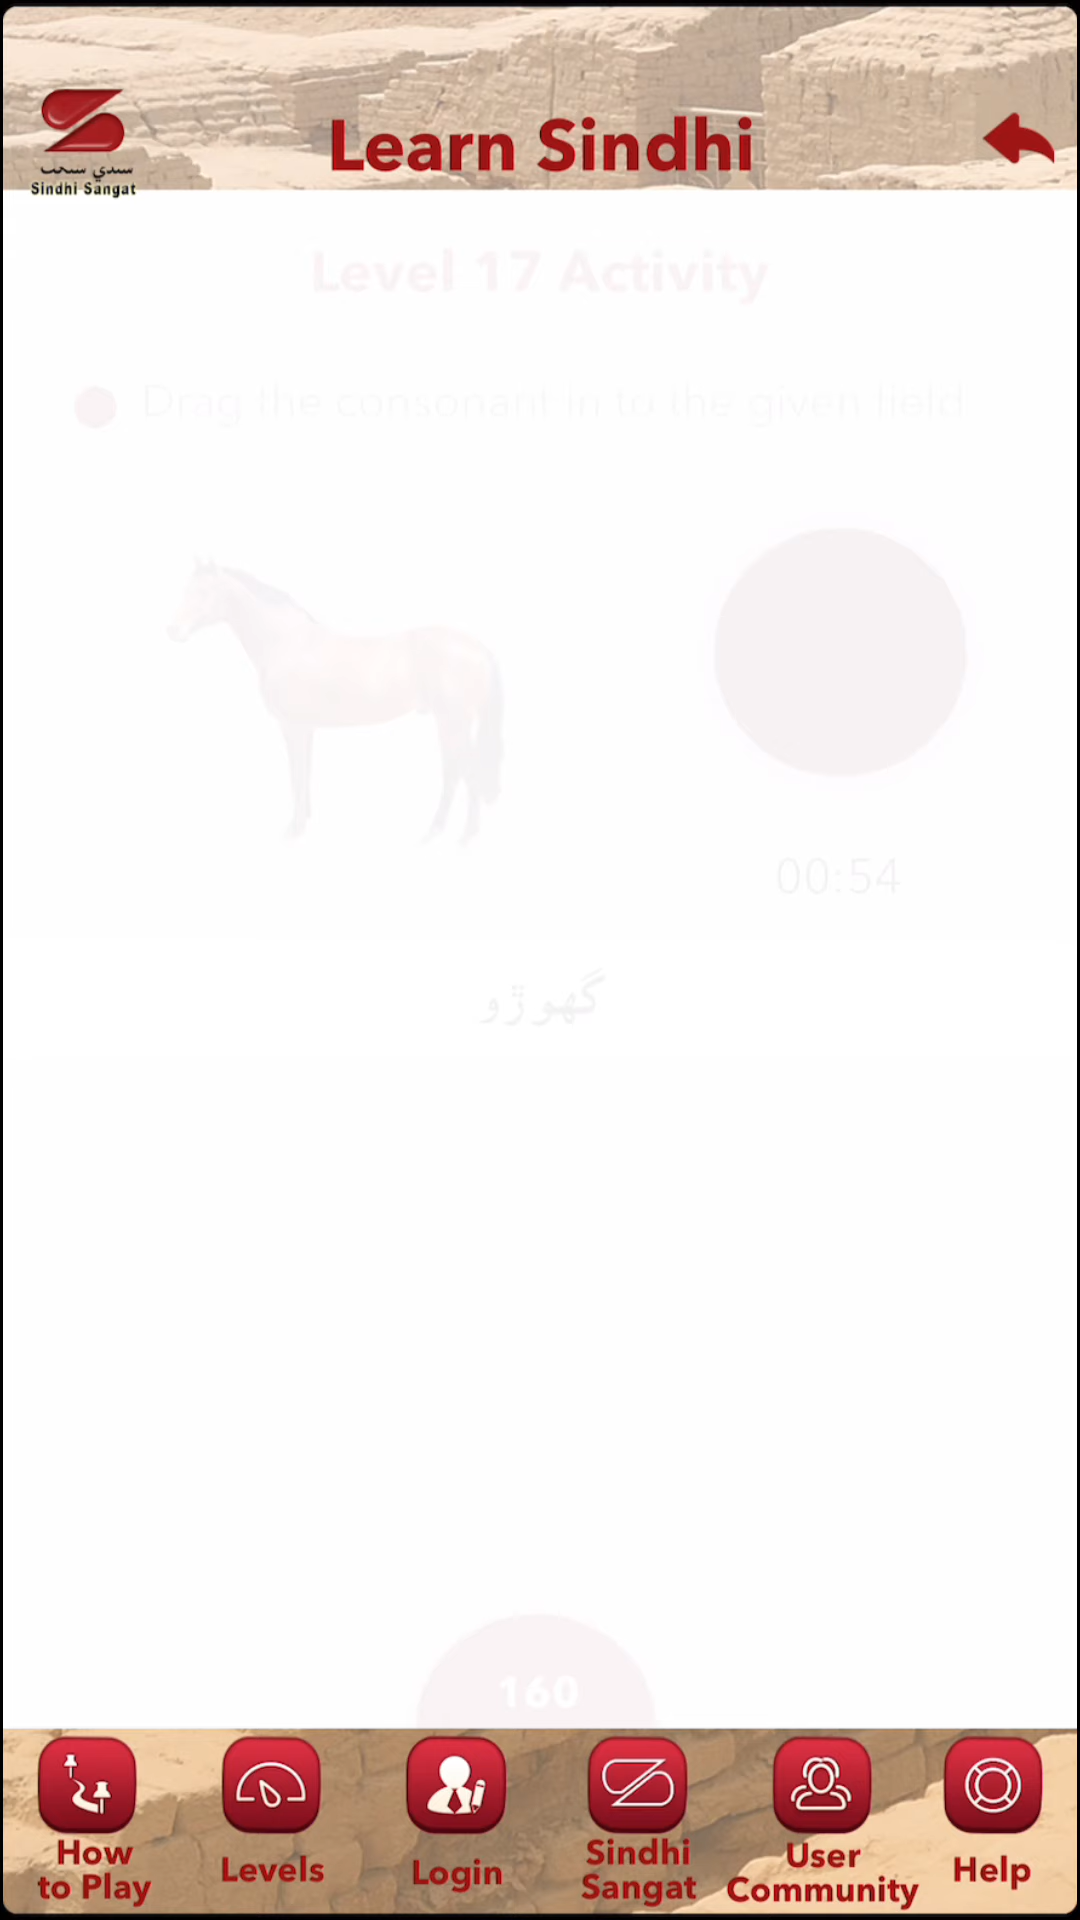 سندي سنگت
Sindhi Sangat
Learn Sindhi
Level 17 Activity
Drag the consonant in to the given field
00:54
گهوڙو
160
How to Play
Levels
Login
Sindhi Sangat
User Community
Help